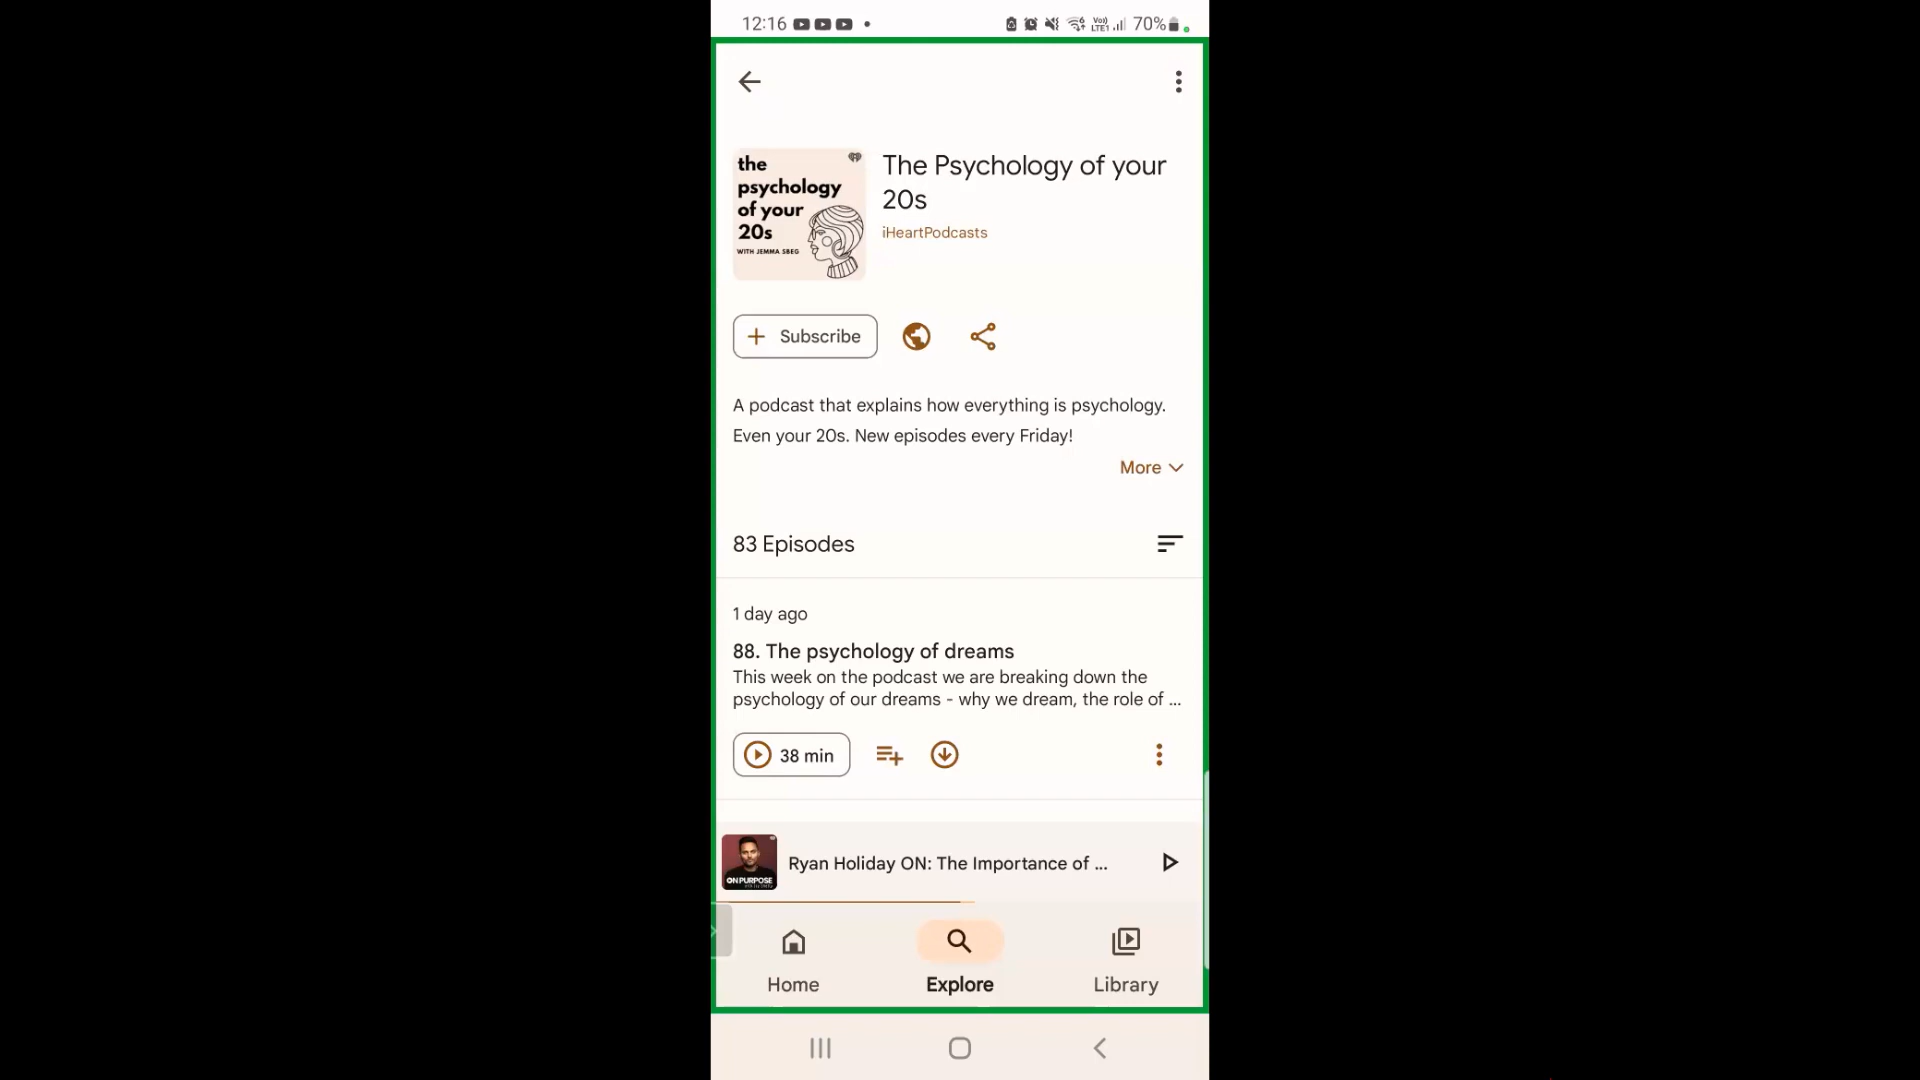 12:16
70%
the
psychology
of your
20s
WITH JEMMA SBEG
The Psychology of your
20s
iHeartPodcasts
Subscribe
A podcast that explains how everything is psychology.
Even your 20s. New episodes every Friday!
More
83 Episodes
1 day ago
88. The psychology of dreams
This week on the podcast we are breaking down the
psychology of our dreams - why we dream, the role of ...
38 min
ON PURPOSE
Ryan Holiday ON: The Importance of ...
Home
Explore
Library